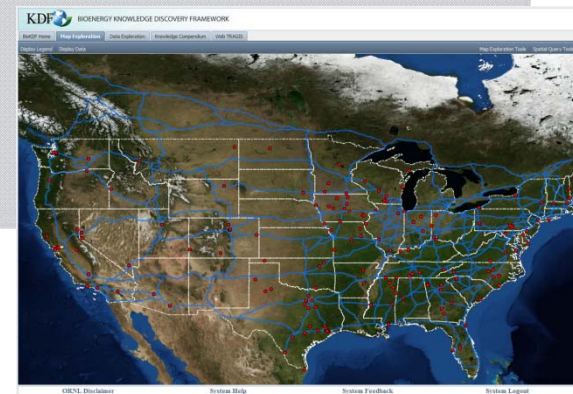 KDF BIOENERGY KNOWLEDGE DISCOVERY FRAMEWORK
BioKDF Home Map Exploration Data Exploration Knowledge Compendium Web TRAGIS
Display Legend Display Data Map Exploration Tools Spatial Query Tools
ORNL Disclaimer System Help System Feedback System Logout